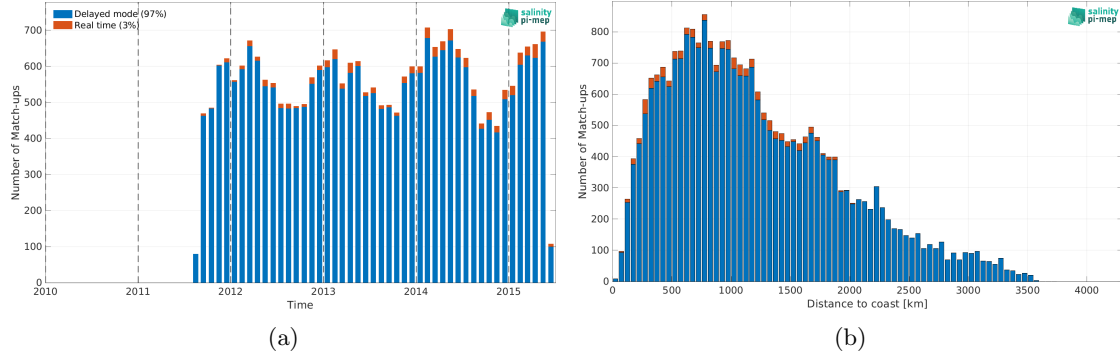 Delayed mode (97%)
Real time (3%)
salinity
pi-mep
Number of Match-ups
700
600
500
400
300
200
100
0
2010 2011 2012 2013 2014 2015
Time
(a)
salinity
pi-mep
Number of Match-ups
800
700
600
500
400
300
200
100
0
0 500 1000 1500 2000 2500 3000 3500 4000
Distance to coast [km]
(b)